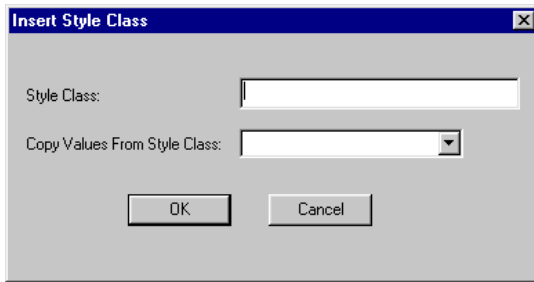 Insert Style Class
Style Class:
Copy Values From Style Class:
OK Cancel